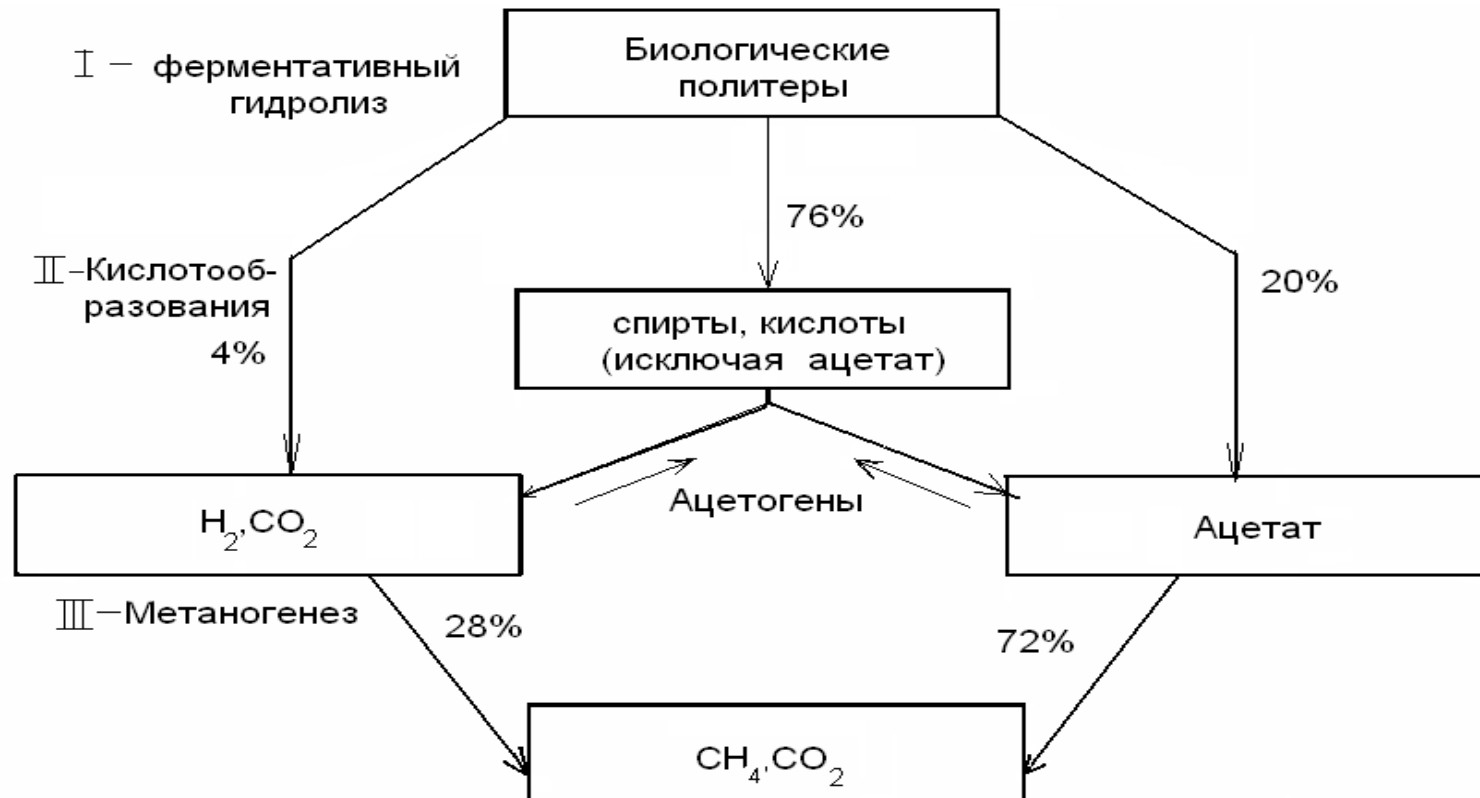 Биологические
политеры
I – ферментативный
гидролиз
76%
II-Кислотооб-
разования
4%
20%
спирты, кислоты
(исключая ацетат)
Ацетогены
H₂,CO₂
Ацетат
III-Метаногенез
28%
72%
CH₄,CO₂